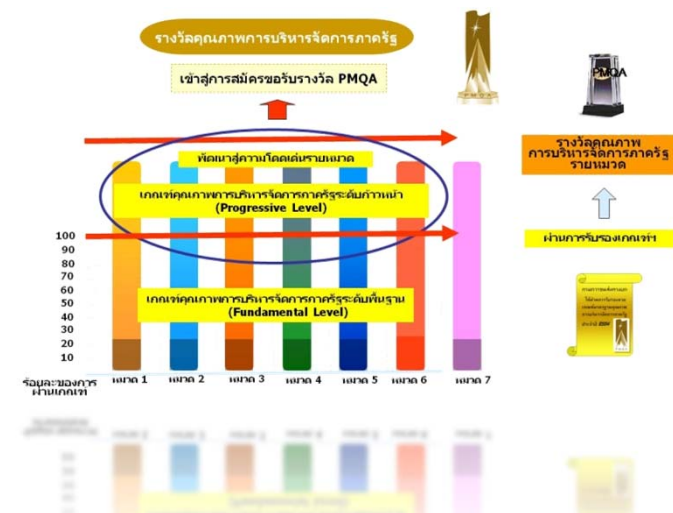 รางวัลคุณภาพการบริหารจัดการภาครัฐ
เข้าสู่การสมัครขอรับรางวัล PMQA
พัฒนาสู่ความโดดเด่นรายหมวด
เกณฑ์คุณภาพการบริหารจัดการภาครัฐระดับก้าวหน้า
(Progressive Level)
100
90
80
70
60
50
40
30
20
10
เกณฑ์คุณภาพการบริหารจัดการภาครัฐระดับพื้นฐาน
(Fundamental Level)
ร้อยละของการ
ผ่านเกณฑ์
หมวด 1
หมวด 2
หมวด 3
หมวด 4
หมวด 5
หมวด 6
หมวด 7
PMQA
รางวัลคุณภาพ
การบริหารจัดการภาครัฐ
รายหมวด
ผ่านการรับรองเกณฑ์ฯ